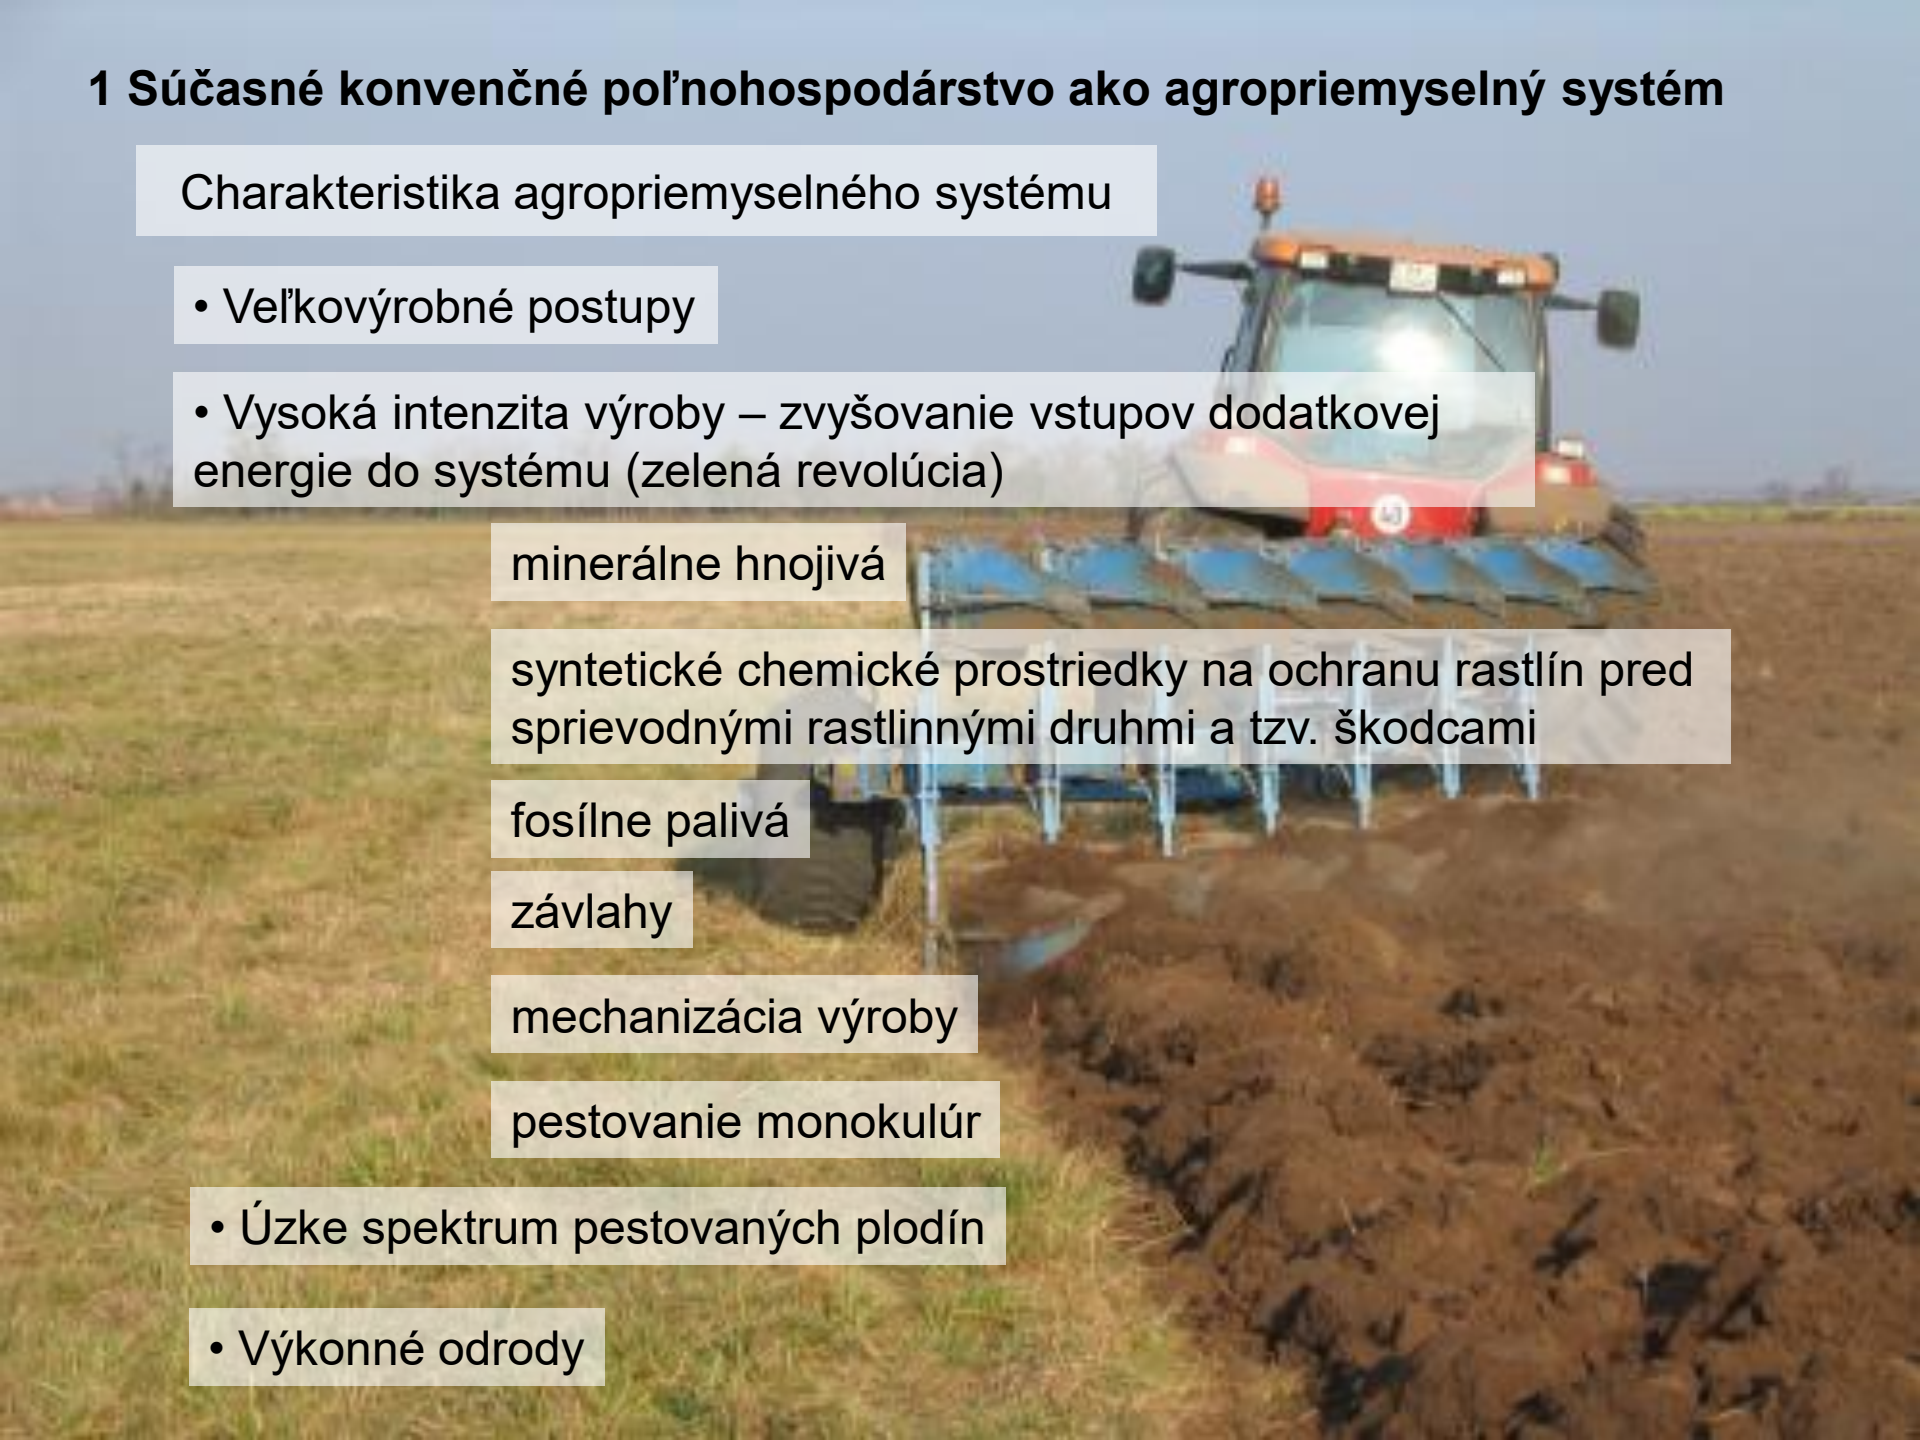 1 Súčasné konvenčné poľnohospodárstvo ako agropriemyselný systém
Charakteristika agropriemyselného systému
• Veľkovýrobné postupy
• Vysoká intenzita výroby – zvyšovanie vstupov dodatkovej
energie do systému (zelená revolúcia)
minerálne hnojivá
syntetické chemické prostriedky na ochranu rastlín pred
sprievodnými rastlinnými druhmi a tzv. škodcami
fosílne palivá
závlahy
mechanizácia výroby
pestovanie monokulúr
• Úzke spektrum pestovaných plodín
• Výkonné odrody